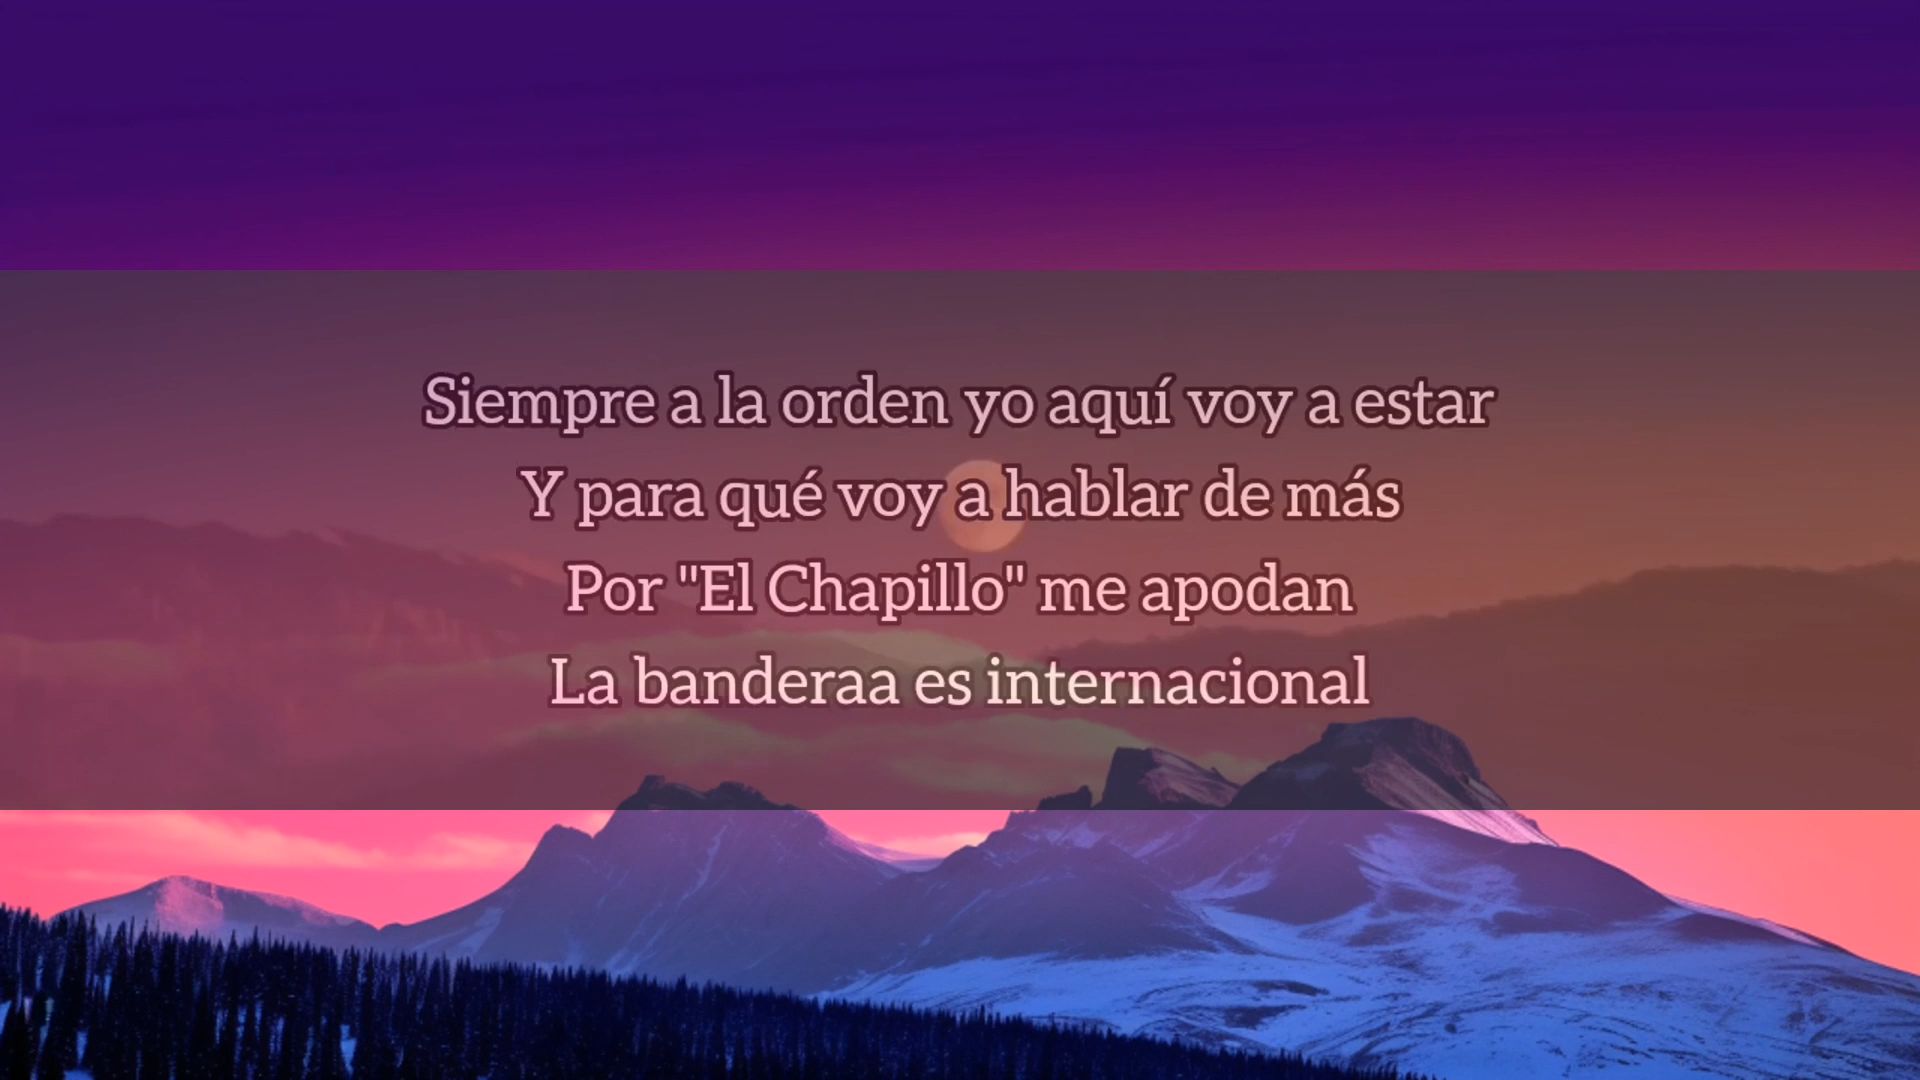 Siempre a la orden yo aquí voy a estar
Y para qué voy a hablar de más
Por "El Chapillo" me apodan
La banderaa es internacional